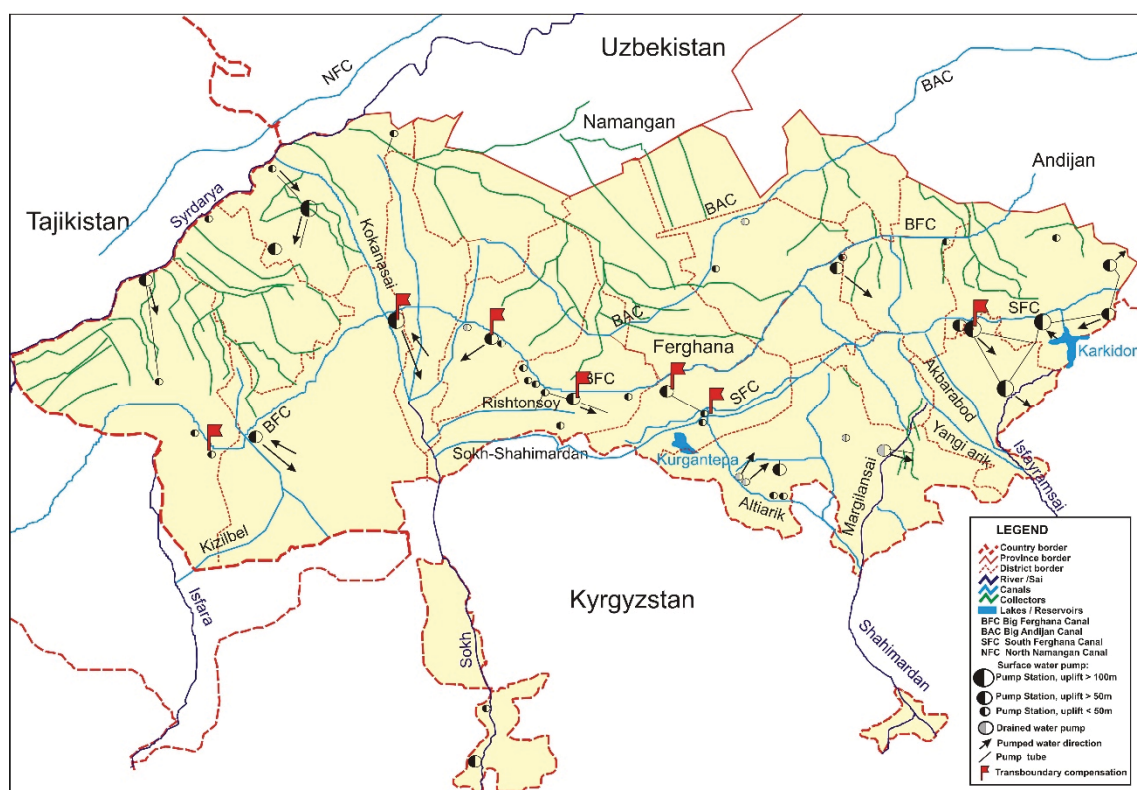 Uzbekistan
NFC
BAC
Namangan
Andijan
Syrdarya
Tajikistan
Kokanasai
BAC
BFC
BAC
SFC
Karkidon
Ferghana
BFC
Rishtonsoy
SFC
Akbarabod
BFC
Sokh-Shahimardan
Kurgantepa
Yangi arik
Isfayramsai
Altiarik
Margilansai
Kizilbel
Isfara
Sokh
Kyrgyzstan
Shahimardan
LEGEND
Country border
Province border
District border
River /Sai
Canals
Collectors
Lakes / Reservoirs
BFC Big Ferghana Canal
BAC Big Andijan Canal
SFC South Ferghana Canal
NFC North Namangan Canal
Surface water pump:
Pump Station, uplift > 100m
Pump Station, uplift > 50m
Pump Station, uplift < 50m
Drained water pump
Pumped water direction
Pump tube
Transboundary compensation